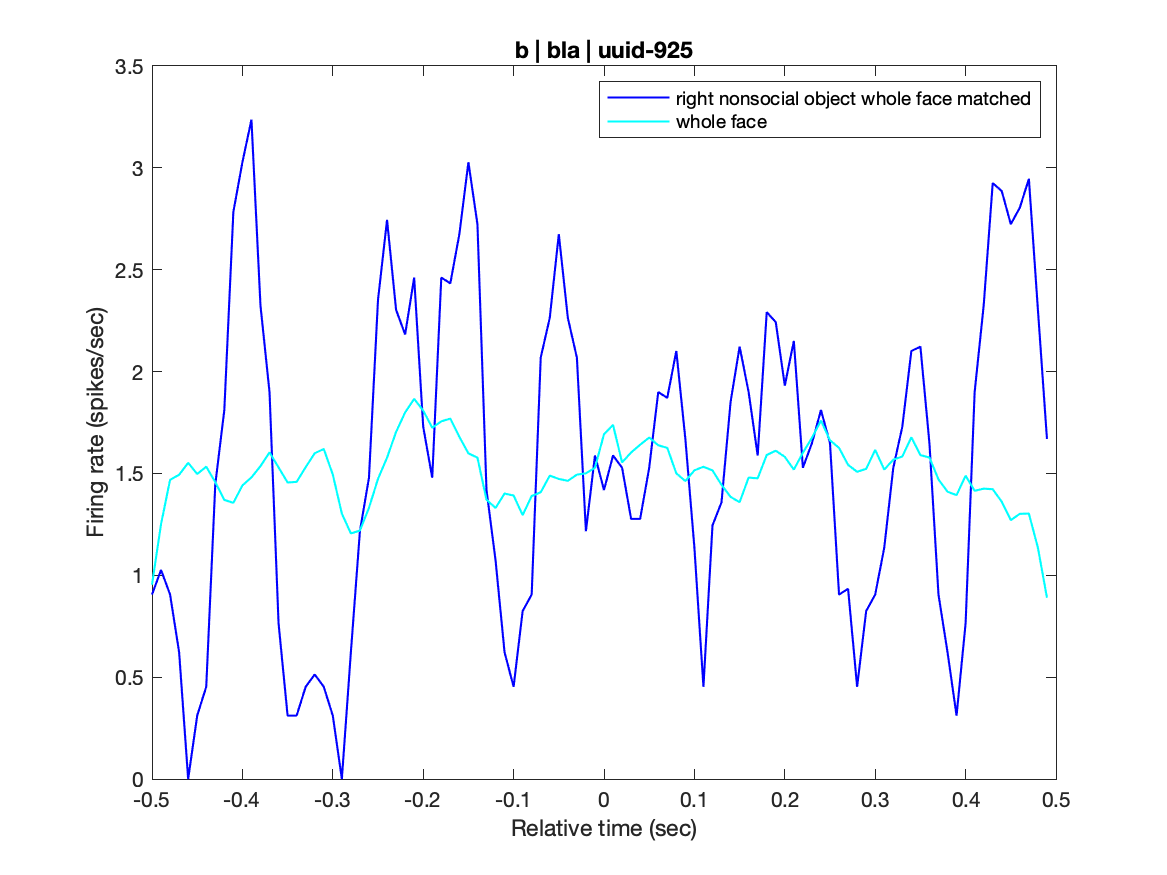 b | bla | uuid-925
3.5
right nonsocial object whole face matched
whole face
3
2.5
2
1.5
1
0.5
0
Firing rate (spikes/sec)
-0.5 -0.4 -0.3 -0.2 -0.1 0 0.1 0.2 0.3 0.4 0.5
Relative time (sec)